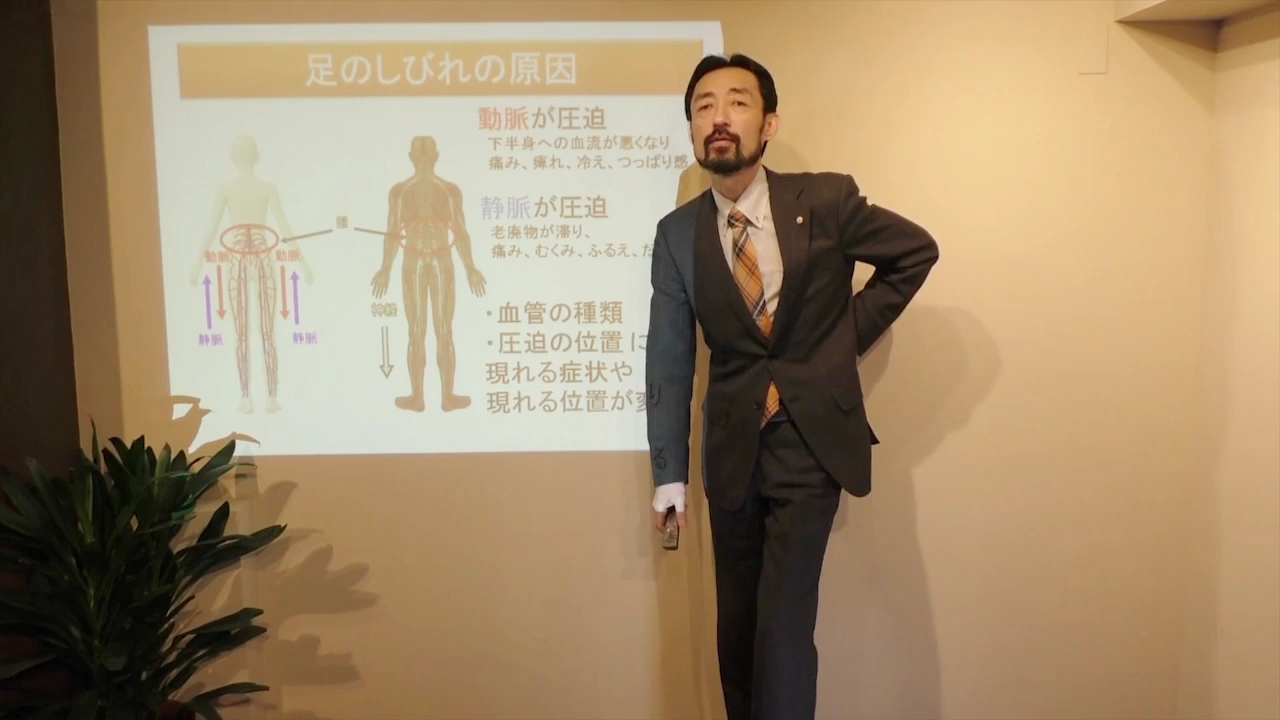 足のしびれの原因
動脈が圧迫
下半身への血流が悪くなり
痛み、痺れ、冷え、つっぱり感
腰
静脈が圧迫
老廃物が滞り、
痛み、むくみ、ふるえ、だ
動脈
動脈
静脈
静脈
神経
・血管の種類
・圧迫の位置に
現れる症状や
現れる位置が変り
る